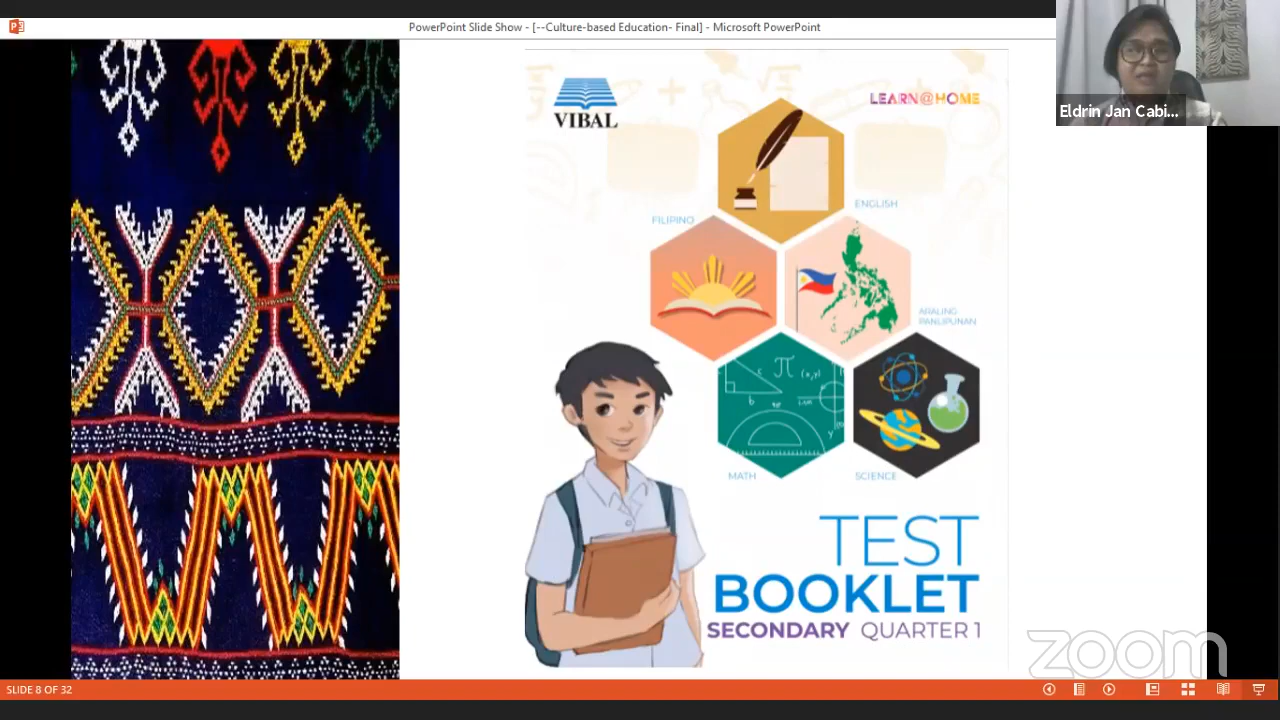 PowerPoint Slide Show - [--Culture-based Education- Final] - Microsoft PowerPoint
Eldrin Jan Cabi...
VIBAL
LEARN@HOME
ENGLISH
FILIPINO
ARALING
PANLIPUNAN
MATH
SCIENCE
TEST
BOOKLET
SECONDARY QUARTER 1
zoom
SLIDE 8 OF 32